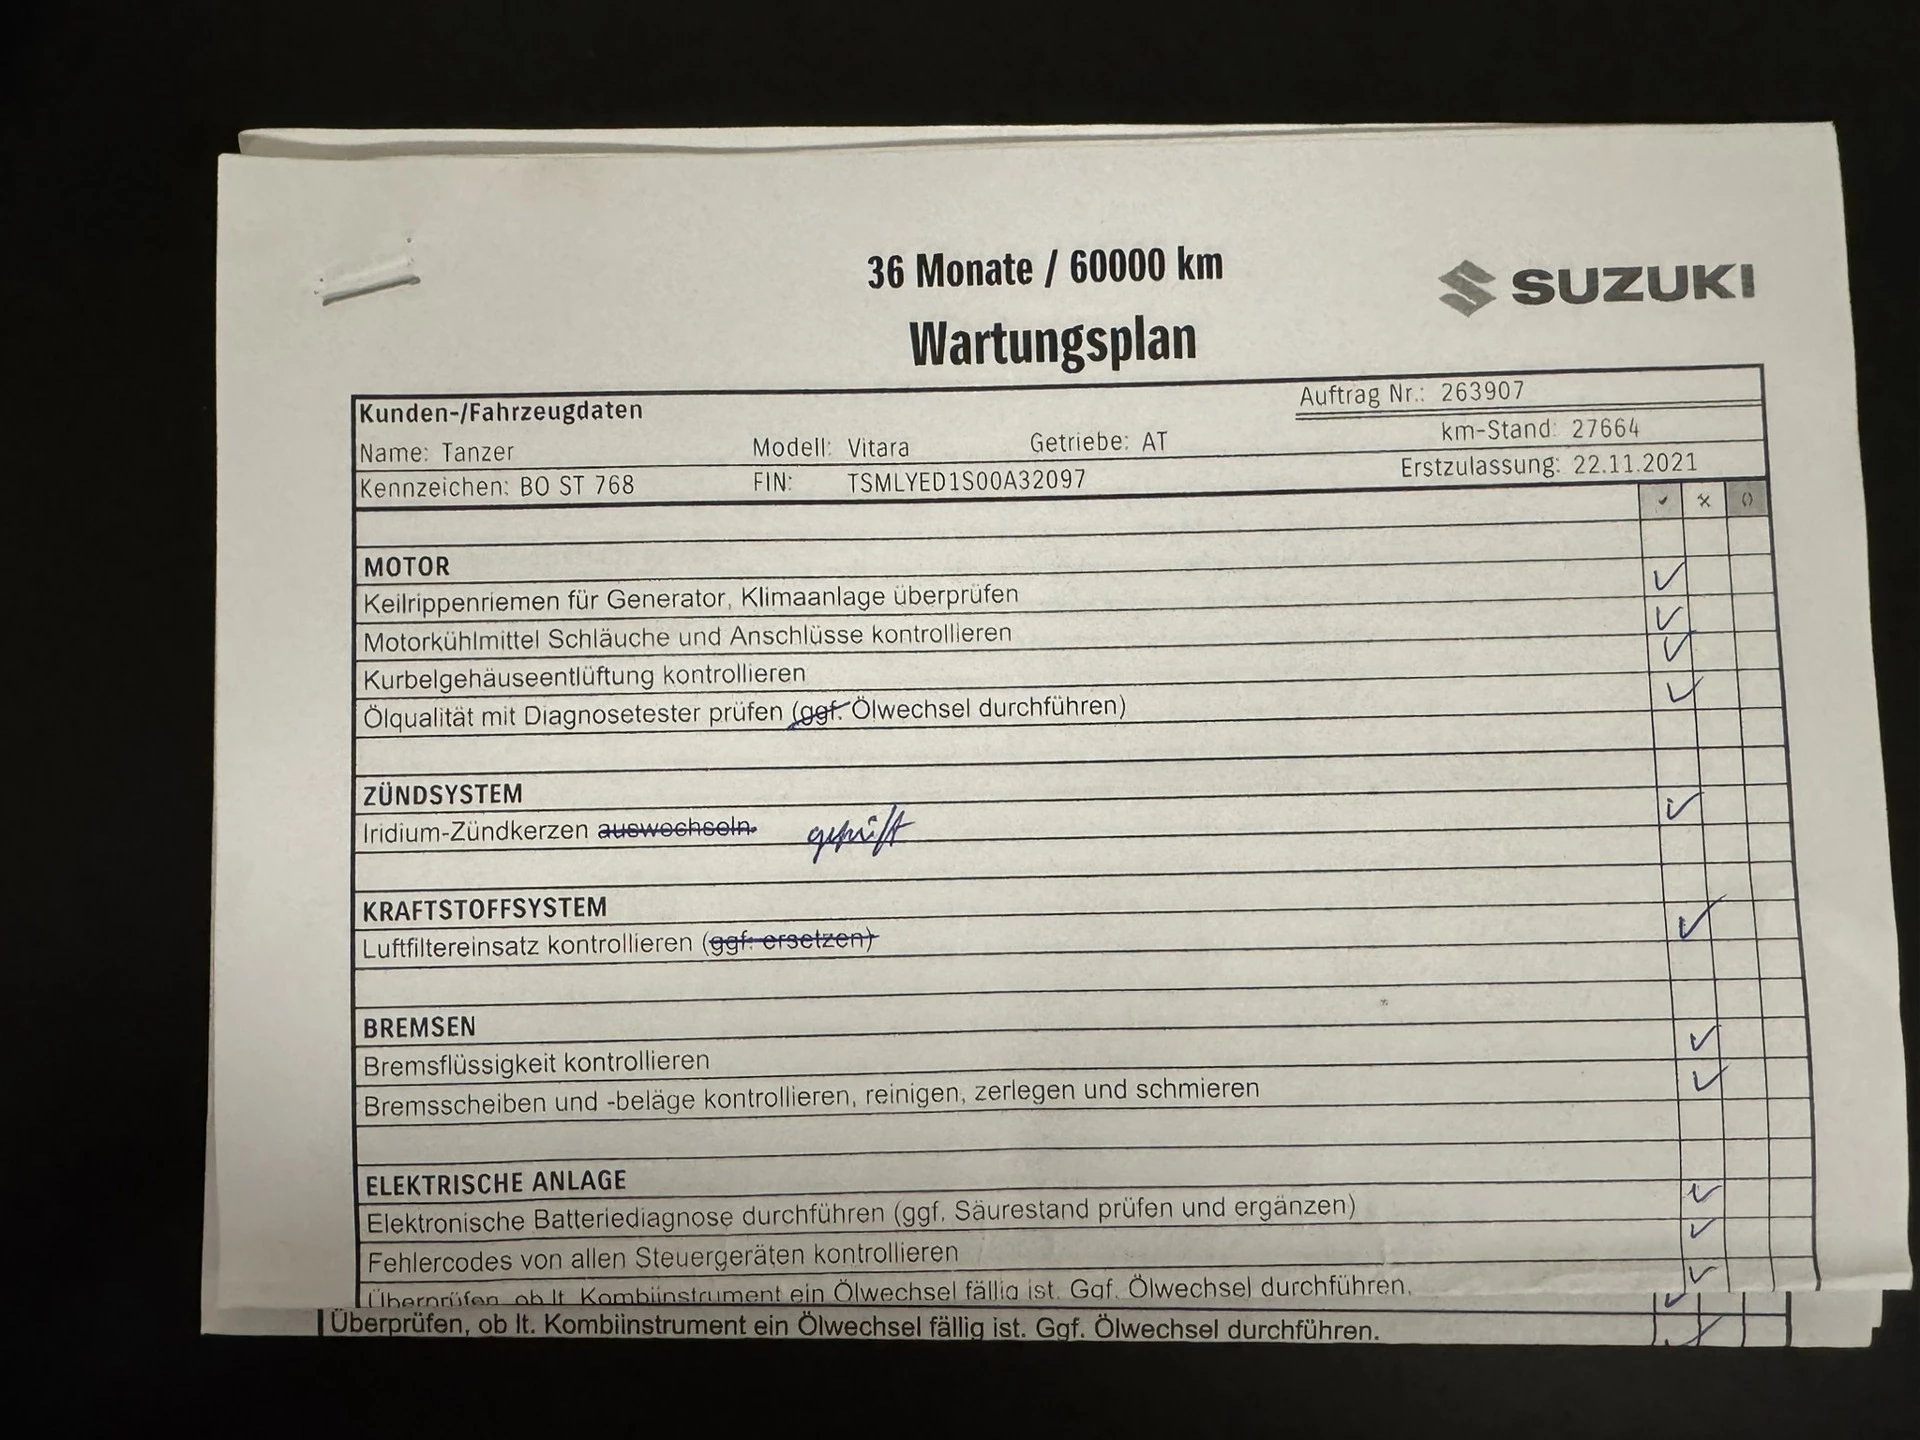 36 Monate / 60000 km
SUZUKI
Wartungsplan
Kunden-/Fahrzeugdaten Auftrag Nr.: 263907
Name: Tanzer Modell: Vitara Getriebe: AT km-Stand: 27664
Kennzeichen: BO ST 768 FIN: TSMLYED1S00A32097 Erstzulassung: 22.11.2021
MOTOR
Keilrippenriemen für Generator, Klimaanlage überprüfen
Motorkühlmittel Schläuche und Anschlüsse kontrollieren
Kurbelgehäuseentlüftung kontrollieren
Ölqualität mit Diagnosetester prüfen (ggf. Ölwechsel durchführen)
ZÜNDSYSTEM
Iridium-Zündkerzen auswechseln. geprüft
KRAFTSTOFFSYSTEM
Luftfiltereinsatz kontrollieren (ggf. ersetzen)
BREMSEN
Bremsflüssigkeit kontrollieren
Bremsscheiben und -beläge kontrollieren, reinigen, zerlegen und schmieren
ELEKTRISCHE ANLAGE
Elektronische Batteriediagnose durchführen (ggf. Säurestand prüfen und ergänzen)
Fehlercodes von allen Steuergeräten kontrollieren
Überprüfen, ob lt. Kombiinstrument ein Ölwechsel fällig ist. Ggf. Ölwechsel durchführen.
Überprüfen, ob lt. Kombiinstrument ein Ölwechsel fällig ist. Ggf. Ölwechsel durchführen.